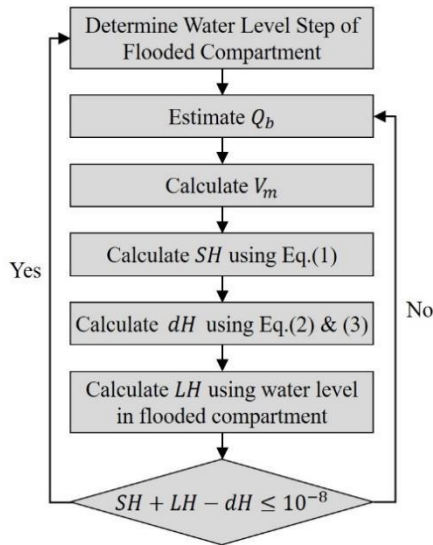 Determine Water Level Step of
Flooded Compartment
Estimate Q_b
Calculate V_m
Calculate SH using Eq.(1)
Yes
No
Calculate dH using Eq.(2) & (3)
Calculate LH using water level
in flooded compartment
SH + LH − dH ≤ 10⁻⁸